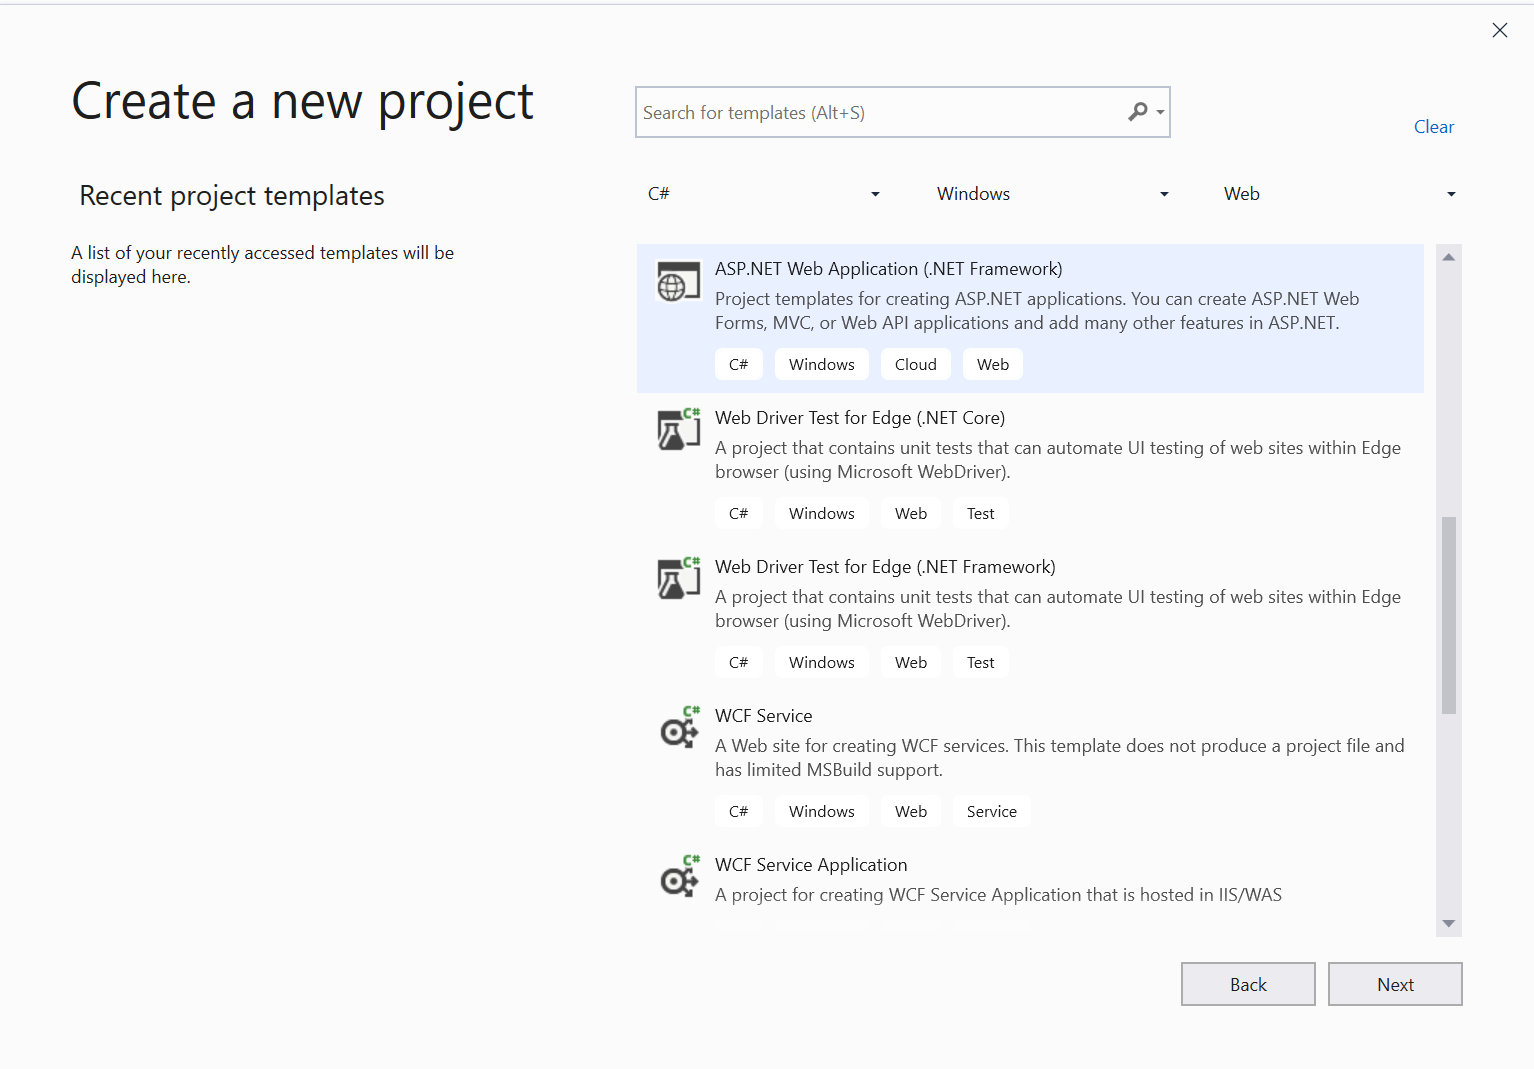 Create a new project
Search for templates (Alt+S)
Clear
Recent project templates
A list of your recently accessed templates will be
displayed here.
C#
Windows
Web
ASP.NET Web Application (.NET Framework)
Project templates for creating ASP.NET applications. You can create ASP.NET Web
Forms, MVC, or Web API applications and add many other features in ASP.NET.
C# Windows Cloud Web
C#
Web Driver Test for Edge (.NET Core)
A project that contains unit tests that can automate UI testing of web sites within Edge
browser (using Microsoft WebDriver).
C# Windows Web Test
C#
Web Driver Test for Edge (.NET Framework)
A project that contains unit tests that can automate UI testing of web sites within Edge
browser (using Microsoft WebDriver).
C# Windows Web Test
C#
WCF Service
A Web site for creating WCF services. This template does not produce a project file and
has limited MSBuild support.
C# Windows Web Service
C#
WCF Service Application
A project for creating WCF Service Application that is hosted in IIS/WAS
Back
Next